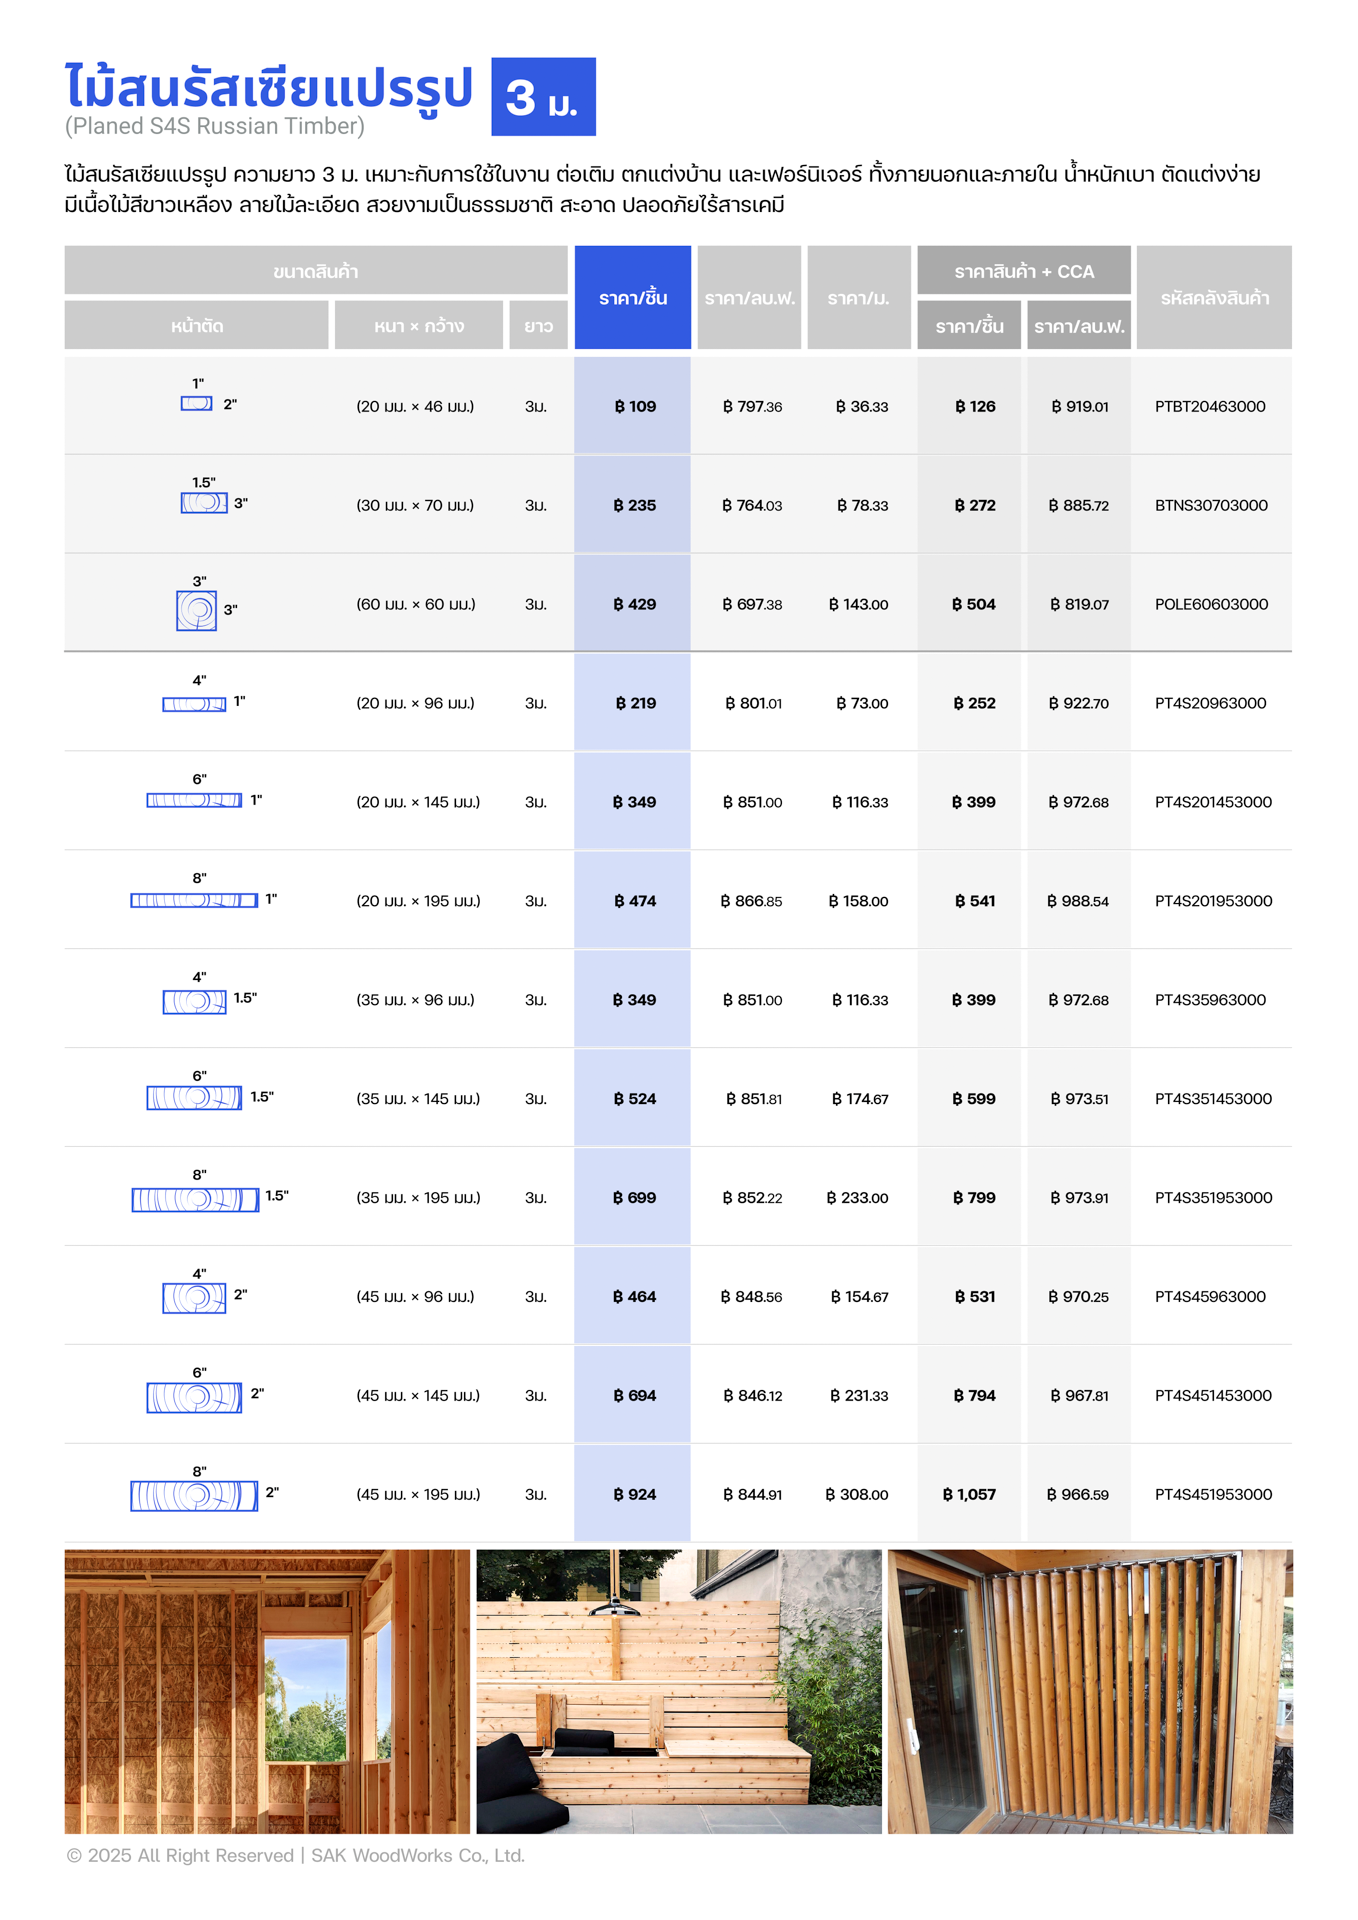 ไม้สนรัสเซียแปรรูป 3 ม.
(Planed S4S Russian Timber)
ไม้สนรัสเซียแปรรูป ความยาว 3 ม. เหมาะกับการใช้ในงาน ต่อเติม ตกแต่งบ้าน และเฟอร์นิเจอร์ ทั้งภายนอกและภายใน น้ำหนักเบา ตัดแต่งง่าย
มีเนื้อไม้สีขาวเหลือง ลายไม้ละเอียด สวยงามเป็นธรรมชาติ สะอาด ปลอดภัยไร้สารเคมี
ขนาดสินค้า ราคา/ชิ้น ราคา/ลบ.ฟ. ราคา/ม. ราคาสินค้า + CCA รหัสคลังสินค้า
หน้าตัด หนา × กว้าง ยาว ราคา/ชิ้น ราคา/ลบ.ฟ.
1"
2" (20 มม. × 46 มม.) 3ม. ฿ 109 ฿ 797.36 ฿ 36.33 ฿ 126 ฿ 919.01 PTBT20463000
1.5"
3" (30 มม. × 70 มม.) 3ม. ฿ 235 ฿ 764.03 ฿ 78.33 ฿ 272 ฿ 885.72 BTNS30703000
3"
3" (60 มม. × 60 มม.) 3ม. ฿ 429 ฿ 697.38 ฿ 143.00 ฿ 504 ฿ 819.07 POLE60603000
4"
1" (20 มม. × 96 มม.) 3ม. ฿ 219 ฿ 801.01 ฿ 73.00 ฿ 252 ฿ 922.70 PT4S20963000
6"
1" (20 มม. × 145 มม.) 3ม. ฿ 349 ฿ 851.00 ฿ 116.33 ฿ 399 ฿ 972.68 PT4S201453000
8"
1" (20 มม. × 195 มม.) 3ม. ฿ 474 ฿ 866.85 ฿ 158.00 ฿ 541 ฿ 988.54 PT4S201953000
4"
1.5" (35 มม. × 96 มม.) 3ม. ฿ 349 ฿ 851.00 ฿ 116.33 ฿ 399 ฿ 972.68 PT4S35963000
6"
1.5" (35 มม. × 145 มม.) 3ม. ฿ 524 ฿ 851.81 ฿ 174.67 ฿ 599 ฿ 973.51 PT4S351453000
8"
1.5" (35 มม. × 195 มม.) 3ม. ฿ 699 ฿ 852.22 ฿ 233.00 ฿ 799 ฿ 973.91 PT4S351953000
4"
2" (45 มม. × 96 มม.) 3ม. ฿ 464 ฿ 848.56 ฿ 154.67 ฿ 531 ฿ 970.25 PT4S45963000
6"
2" (45 มม. × 145 มม.) 3ม. ฿ 694 ฿ 846.12 ฿ 231.33 ฿ 794 ฿ 967.81 PT4S451453000
8"
2" (45 มม. × 195 มม.) 3ม. ฿ 924 ฿ 844.91 ฿ 308.00 ฿ 1,057 ฿ 966.59 PT4S451953000
© 2025 All Right Reserved | SAK WoodWorks Co., Ltd.